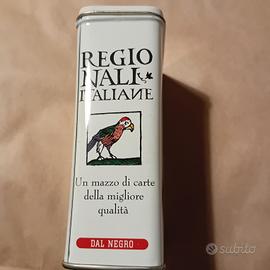 REGIO
NALI
ITALIANE
Un mazzo di carte
della migliore
qualità
DAL NEGRO
subito